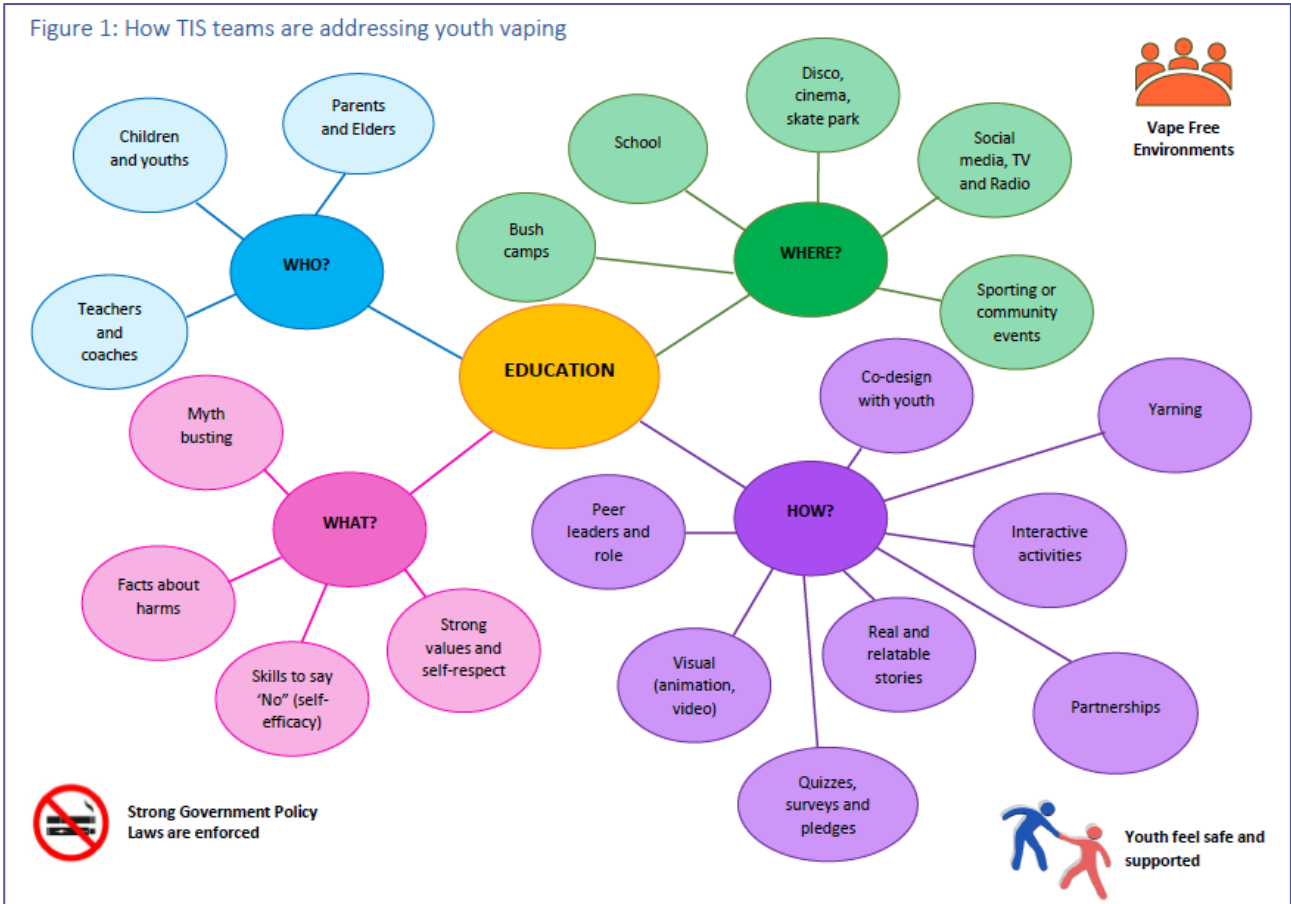 Figure 1: How TIS teams are addressing youth vaping
Parents
and Elders
Children
and youths
WHO?
Teachers
and
coaches
Disco,
cinema,
skate park
School
Social
media, TV
and Radio
Bush
camps
WHERE?
Sporting or
community
events
Vape Free
Environments
EDUCATION
Myth
busting
WHAT?
Facts about
harms
Skills to say
‘No” (self-
efficacy)
Strong
values and
self-respect
Co-design
with youth
Yarning
HOW?
Peer
leaders and
role
Interactive
activities
Real and
relatable
stories
Visual
(animation,
video)
Partnerships
Quizzes,
surveys and
pledges
Strong Government Policy
Laws are enforced
Youth feel safe and
supported